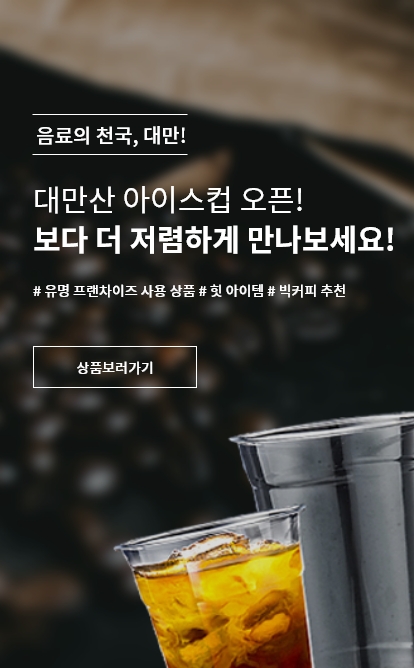 음료의 천국, 대만!
대만산 아이스컵 오픈!
보다 더 저렴하게 만나보세요!
# 유명 프랜차이즈 사용 상품 # 힛 아이템 # 빅커피 추천
상품보러가기